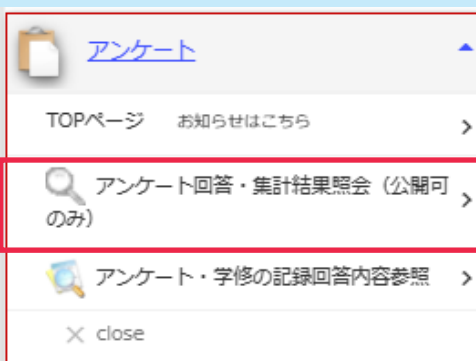 アンケート
TOPページ お知らせはこちら
アンケート回答・集計結果照会（公開可
のみ）
アンケート・学修の記録回答内容参照
× close